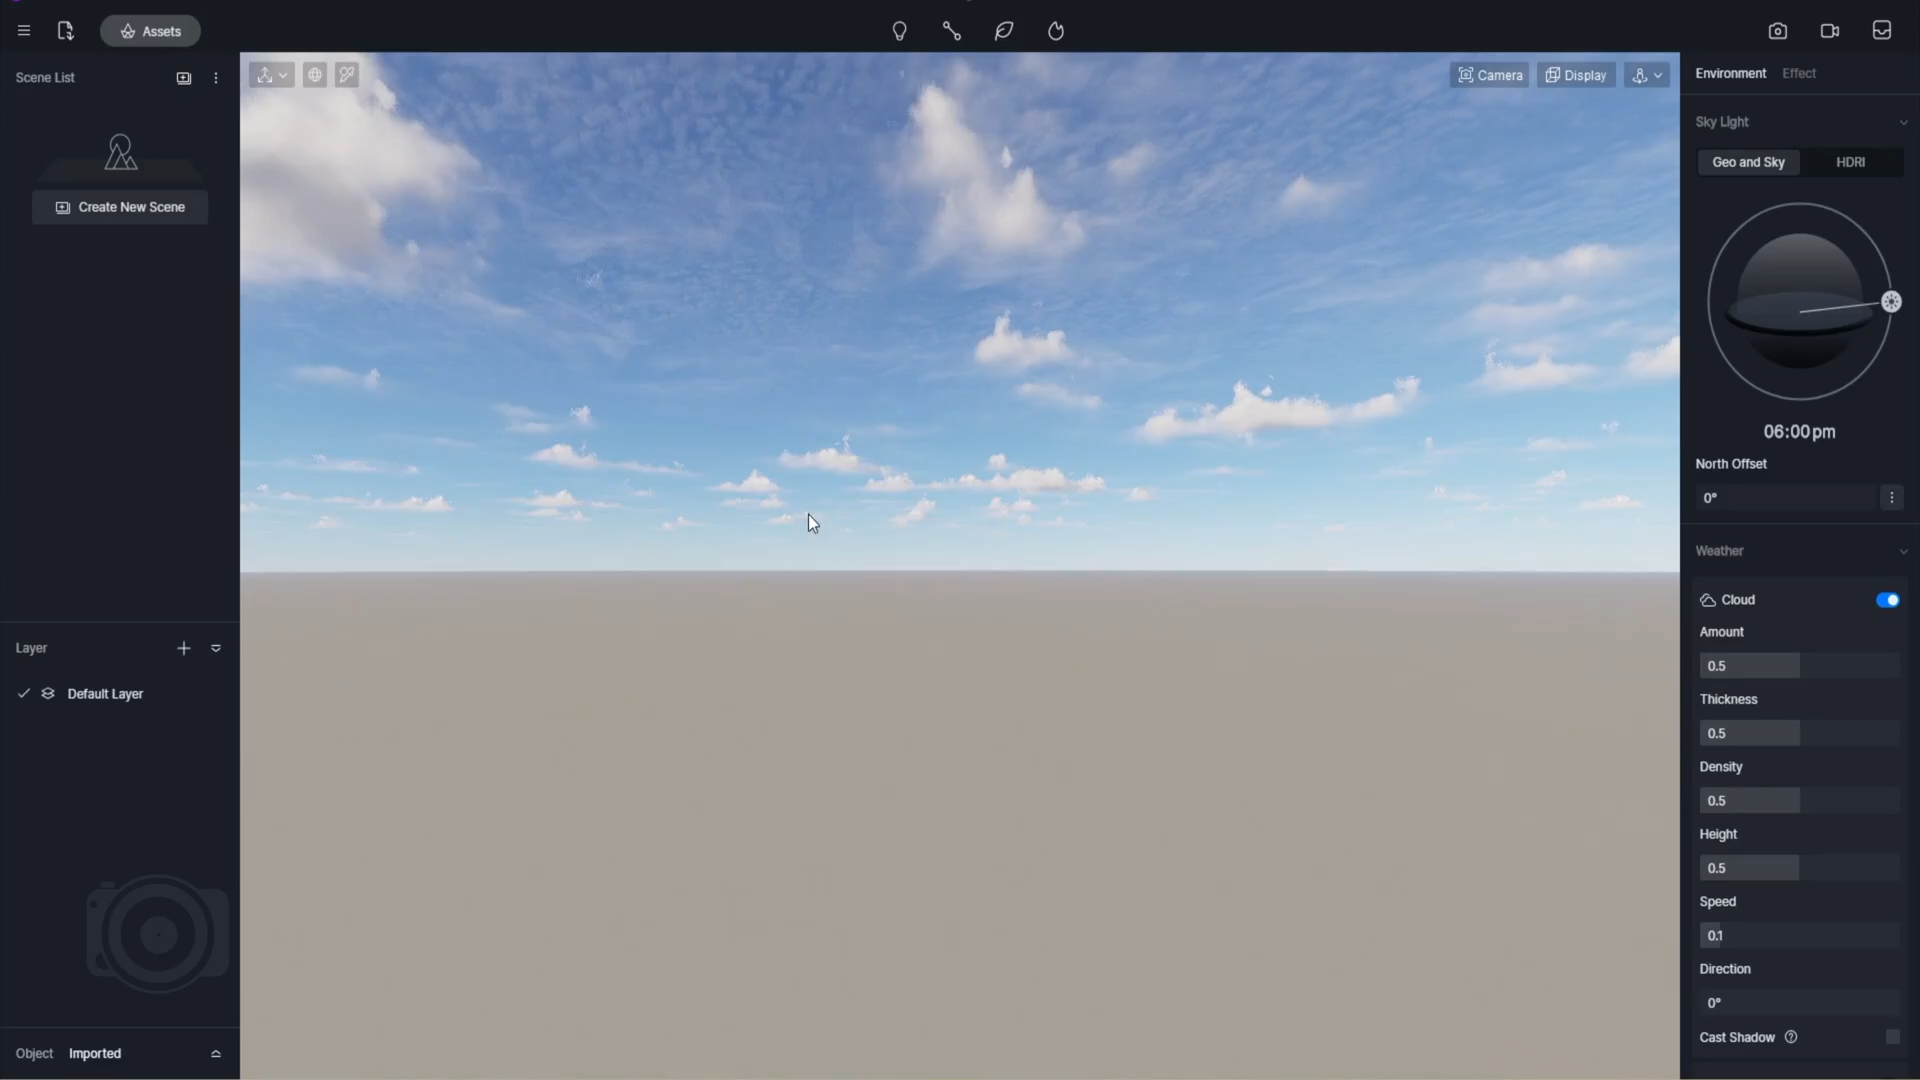 Assets
Scene List
Create New Scene
Layer
Default Layer
Object Imported
Camera Display
Environment Effect
Sky Light
Geo and Sky HDRI
06:00 pm
North Offset
0°
Weather
Cloud
Amount
0.5
Thickness
0.5
Density
0.5
Height
0.5
Speed
0.1
Direction
0°
Cast Shadow